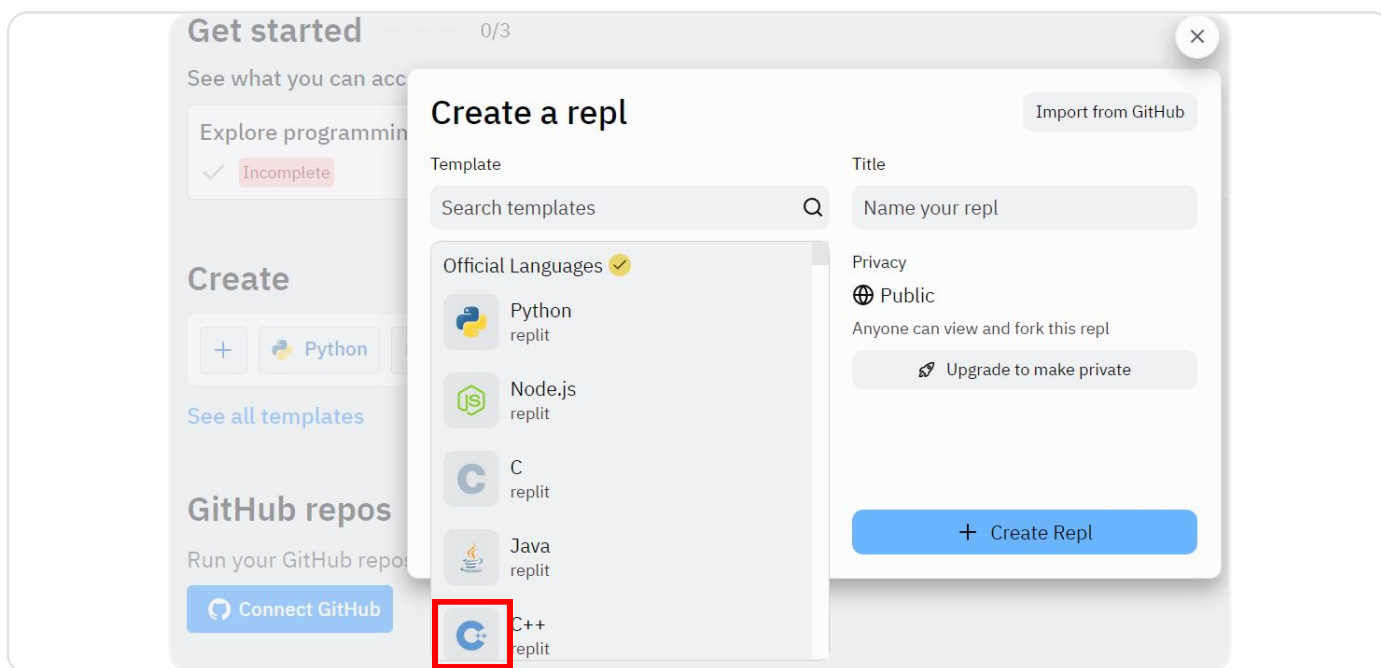 Get started
0/3
See what you can acc
Explore programmin
Incomplete
Create
Python
See all templates
GitHub repos
Run your GitHub repos
Connect GitHub
Create a repl
Import from GitHub
Template
Search templates
Official Languages
Python
replit
Node.js
replit
C
replit
Java
replit
C++
replit
Title
Name your repl
Privacy
Public
Anyone can view and fork this repl
Upgrade to make private
+ Create Repl